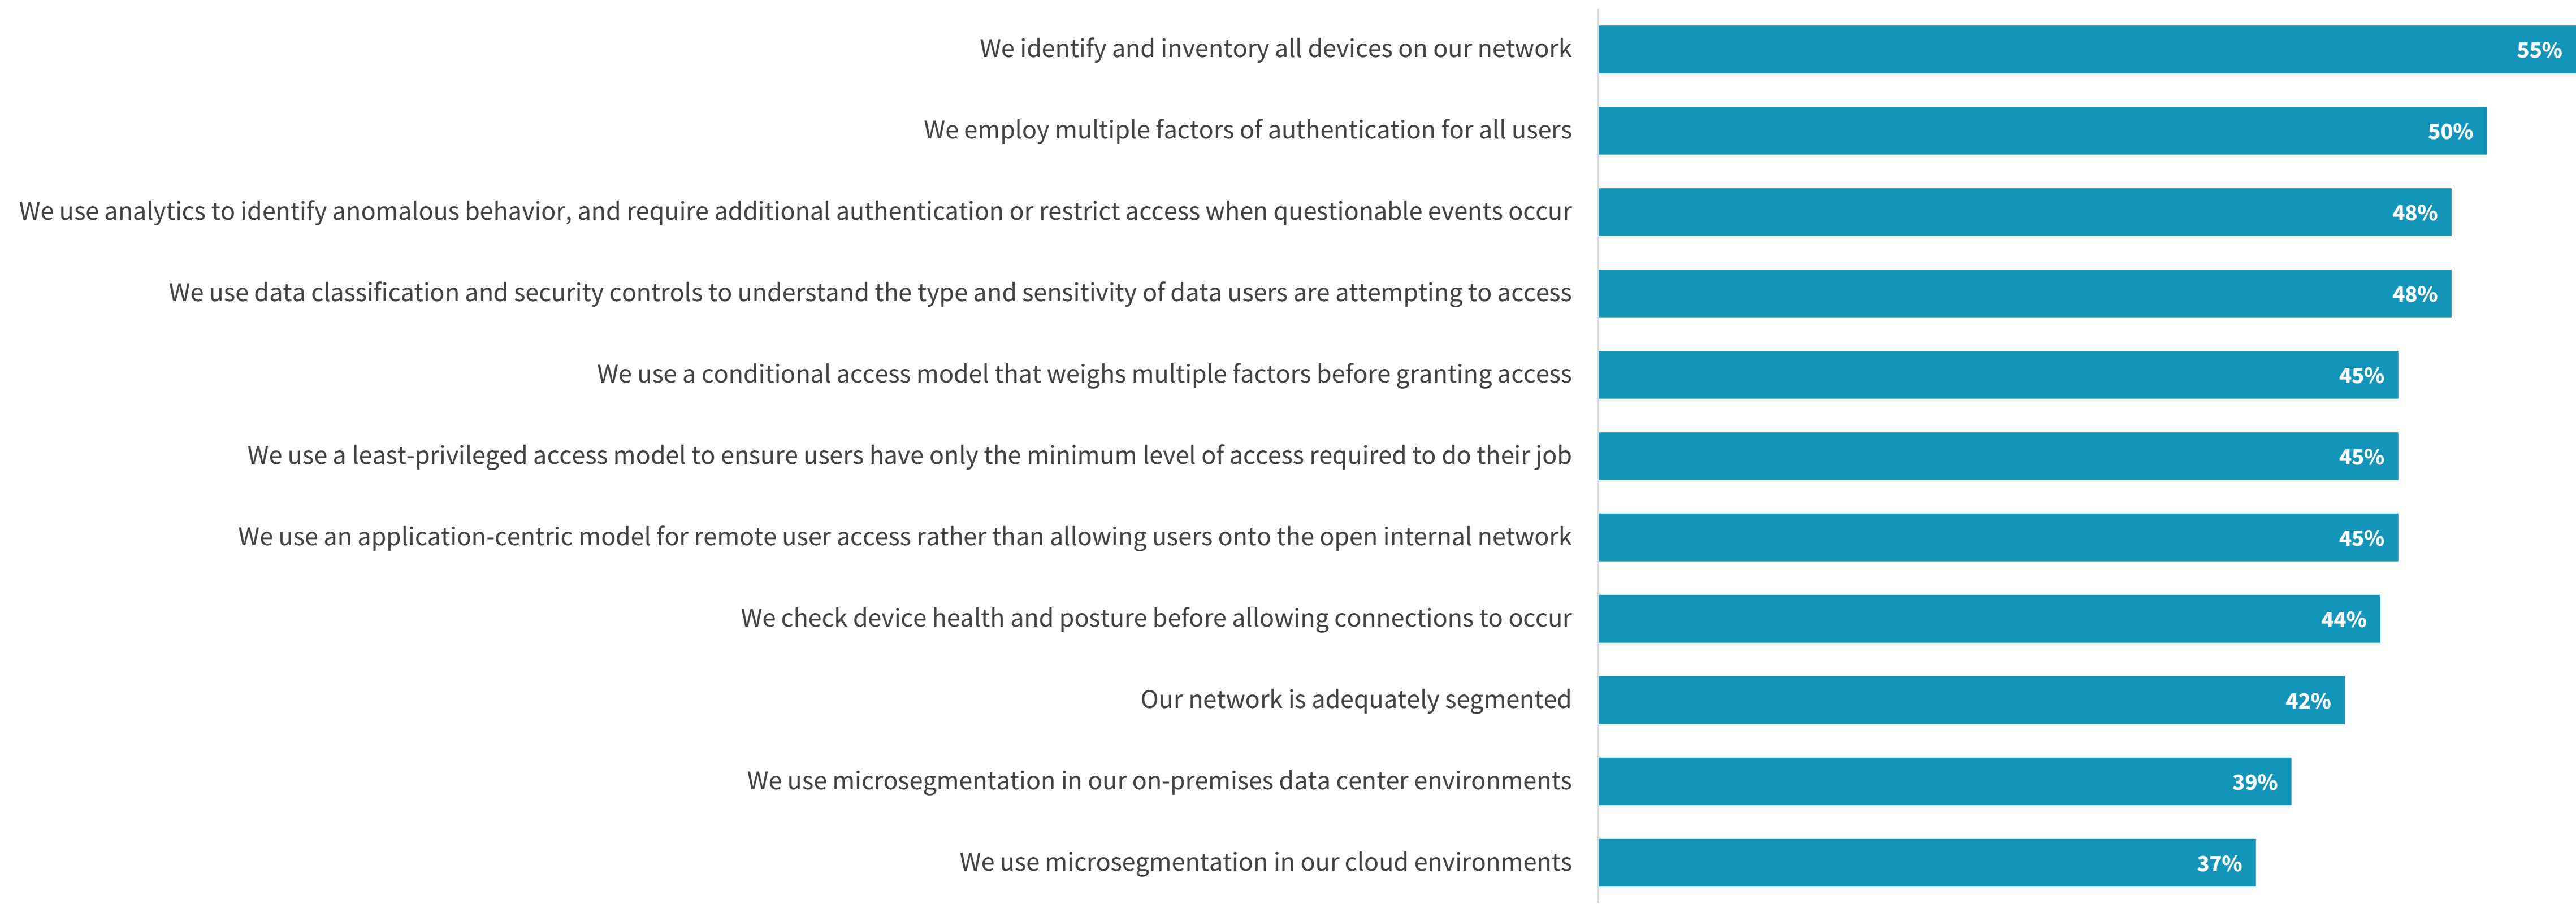 We identify and inventory all devices on our network 55%
We employ multiple factors of authentication for all users 50%
We use analytics to identify anomalous behavior, and require additional authentication or restrict access when questionable events occur 48%
We use data classification and security controls to understand the type and sensitivity of data users are attempting to access 48%
We use a conditional access model that weighs multiple factors before granting access 45%
We use a least-privileged access model to ensure users have only the minimum level of access required to do their job 45%
We use an application-centric model for remote user access rather than allowing users onto the open internal network 45%
We check device health and posture before allowing connections to occur 44%
Our network is adequately segmented 42%
We use microsegmentation in our on-premises data center environments 39%
We use microsegmentation in our cloud environments 37%